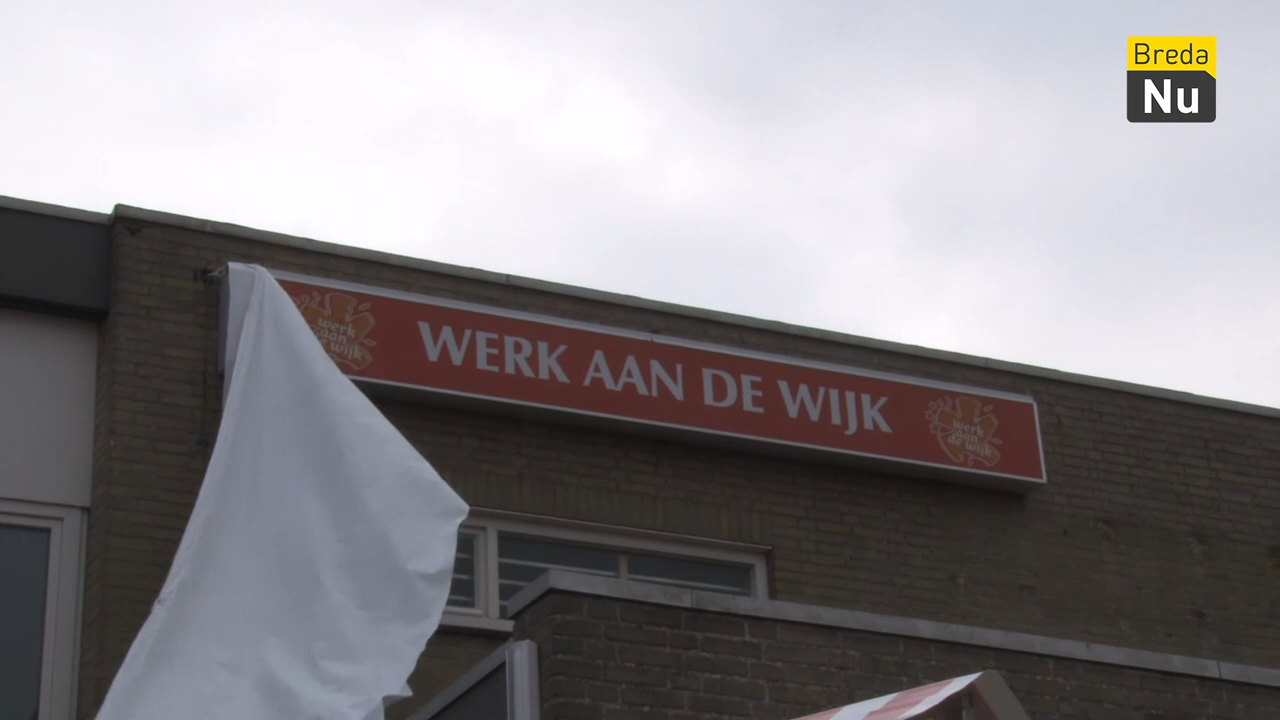 Breda
Nu
WERK AAN DE WIJK
werk
aan
de wijk
werk
aan
de wijk